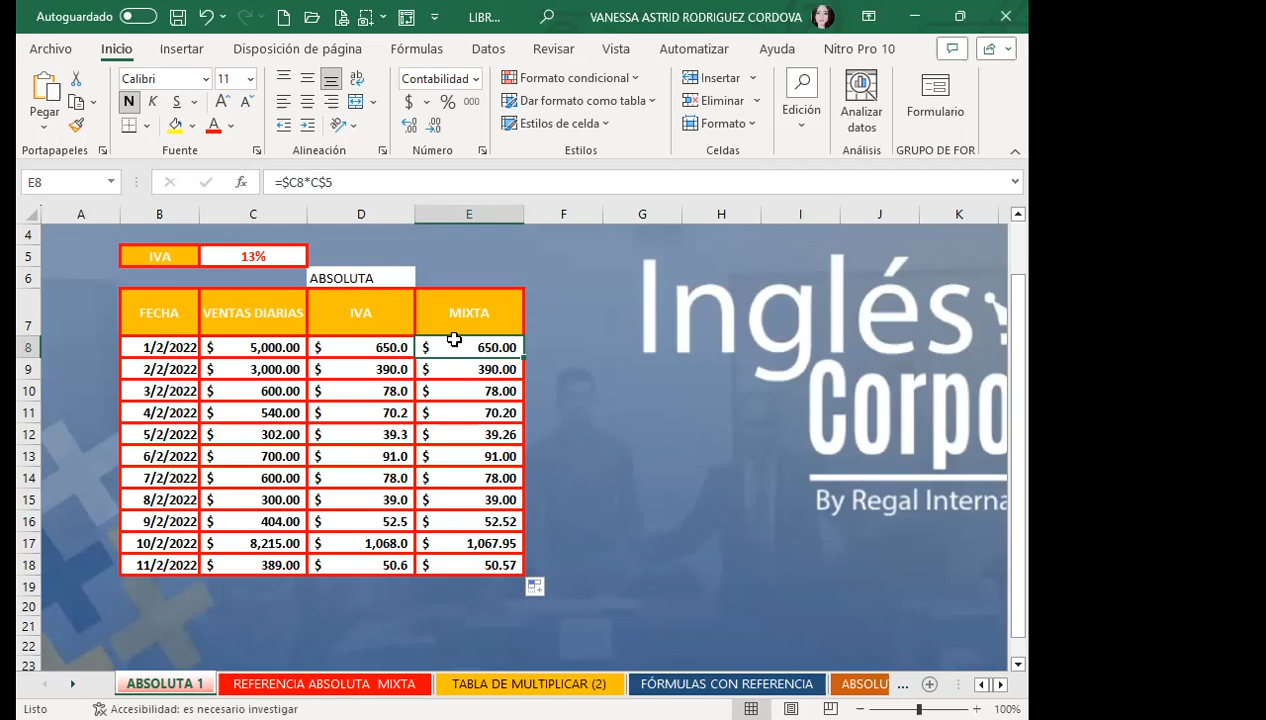 Autoguardado LIBR... VANESSA ASTRID RODRIGUEZ CORDOVA
Archivo Inicio Insertar Disposición de página Fórmulas Datos Revisar Vista Automatizar Ayuda Nitro Pro 10
Pegar Calibri 11 Contabilidad Formato condicional Insertar Edición Analizar datos Formulario
N K S ab $ % 000 Dar formato como tabla Eliminar
Estilos de celda Formato
Portapapeles Fuente Alineación Número Estilos Celdas Análisis GRUPO DE FOR
E8 fx =$C8*C$5
A B C D E F G H I J K
4
5 IVA 13%
6 ABSOLUTA
7 FECHA VENTAS DIARIAS IVA MIXTA
8 1/2/2022 $ 5,000.00 $ 650.0 $ 650.00
9 2/2/2022 $ 3,000.00 $ 390.0 $ 390.00
10 3/2/2022 $ 600.00 $ 78.0 $ 78.00
11 4/2/2022 $ 540.00 $ 70.2 $ 70.20
12 5/2/2022 $ 302.00 $ 39.3 $ 39.26
13 6/2/2022 $ 700.00 $ 91.0 $ 91.00
14 7/2/2022 $ 600.00 $ 78.0 $ 78.00
15 8/2/2022 $ 300.00 $ 39.0 $ 39.00
16 9/2/2022 $ 404.00 $ 52.5 $ 52.52
17 10/2/2022 $ 8,215.00 $ 1,068.0 $ 1,067.95
18 11/2/2022 $ 389.00 $ 50.6 $ 50.57
19
20
21
22
23
Inglés
Corpo
By Regal Interna
ABSOLUTA 1 REFERENCIA ABSOLUTA MIXTA TABLA DE MULTIPLICAR (2) FÓRMULAS CON REFERENCIA ABSOLU ...
Listo Accesibilidad: es necesario investigar 100%